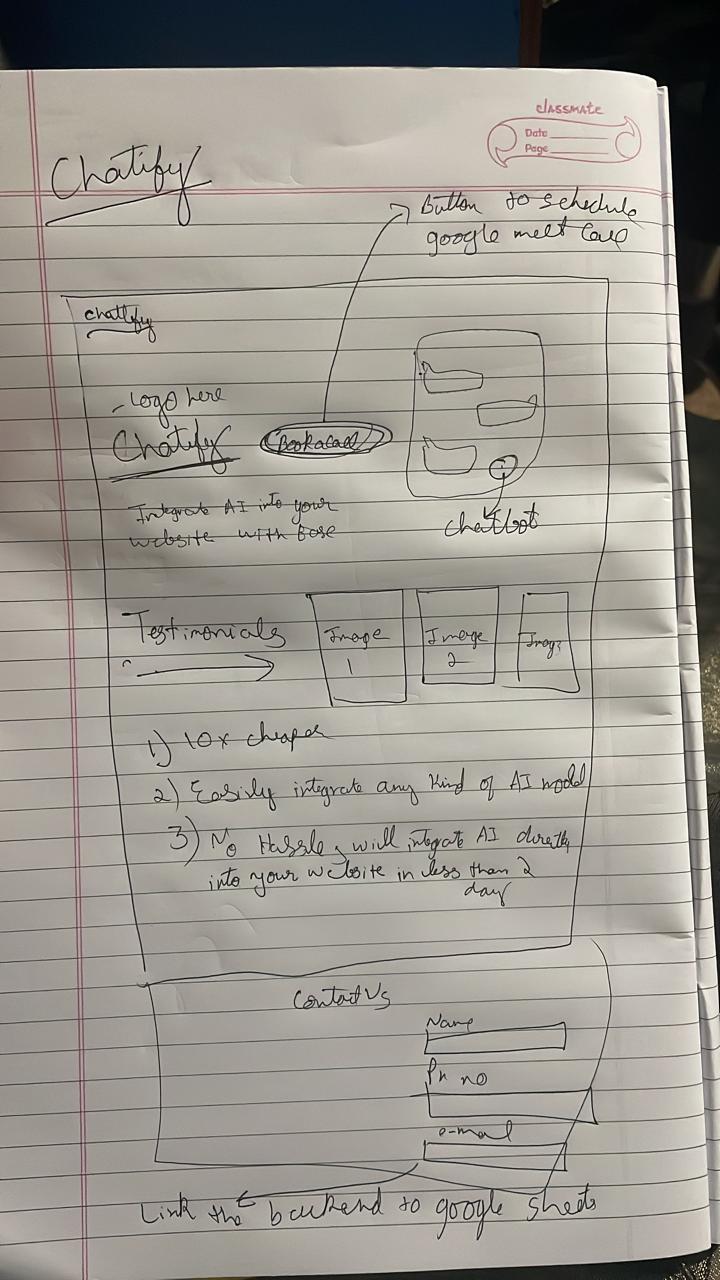 classmate
Date
Page
Chatify
Button to schedule
google meet call
Chatify
- Logo here
Chatify
Book a call
Integrate AI into your
website with Ease
chatbot
Testimonials
Image
1
Image
2
Image
1) 10x cheaper
2) Easily integrate any kind of AI model
3) No Hassle, will integrate AI directly
into your website in less than 2
day
Contact Us
Name
Ph no
e-mail
Link the backend to google sheets